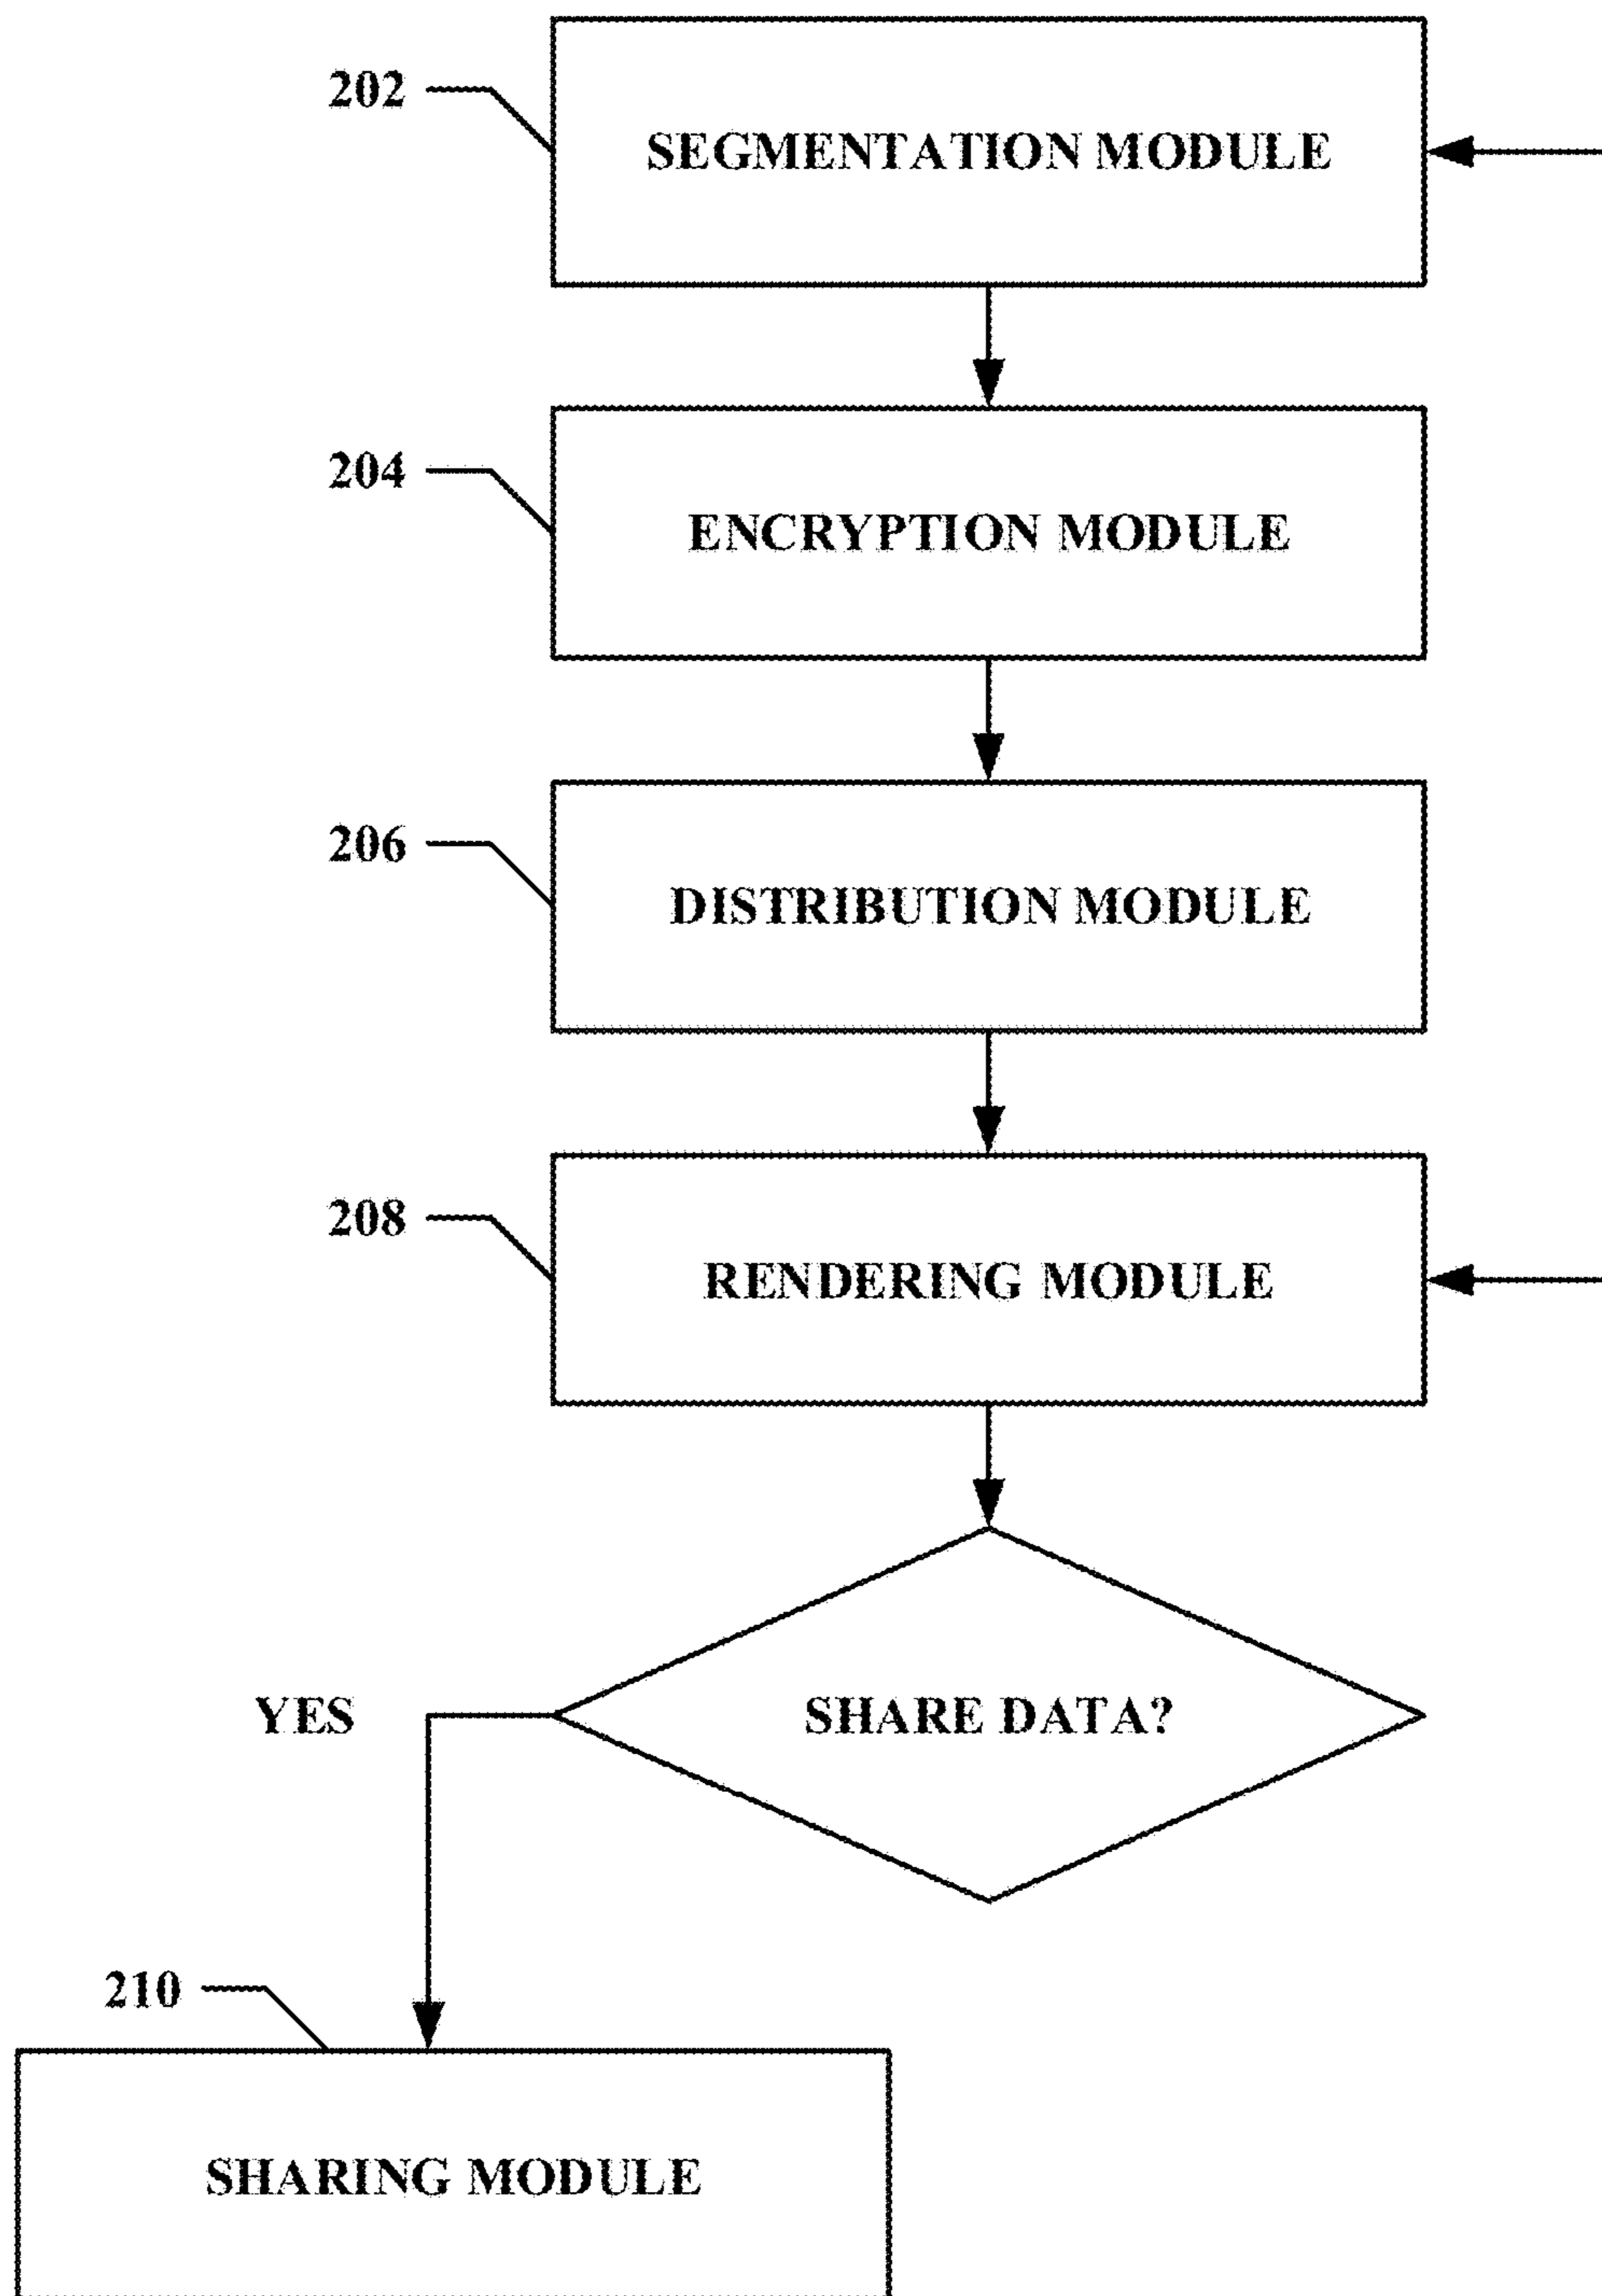 202
SEGMENTATION MODULE
204
ENCRYPTION MODULE
206
DISTRIBUTION MODULE
208
RENDERING MODULE
YES
SHARE DATA?
210
SHARING MODULE